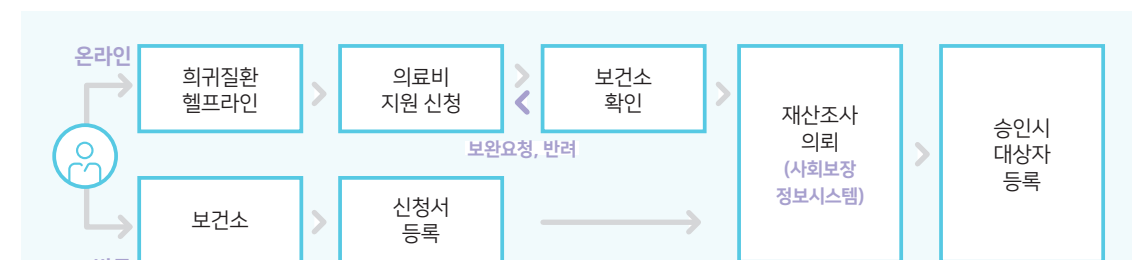 온라인
희귀질환
헬프라인
의료비
지원 신청
보건소
확인
보완요청, 반려
재산조사
의뢰
(사회보장
정보시스템)
승인시
대상자
등록
보건소
신청서
등록